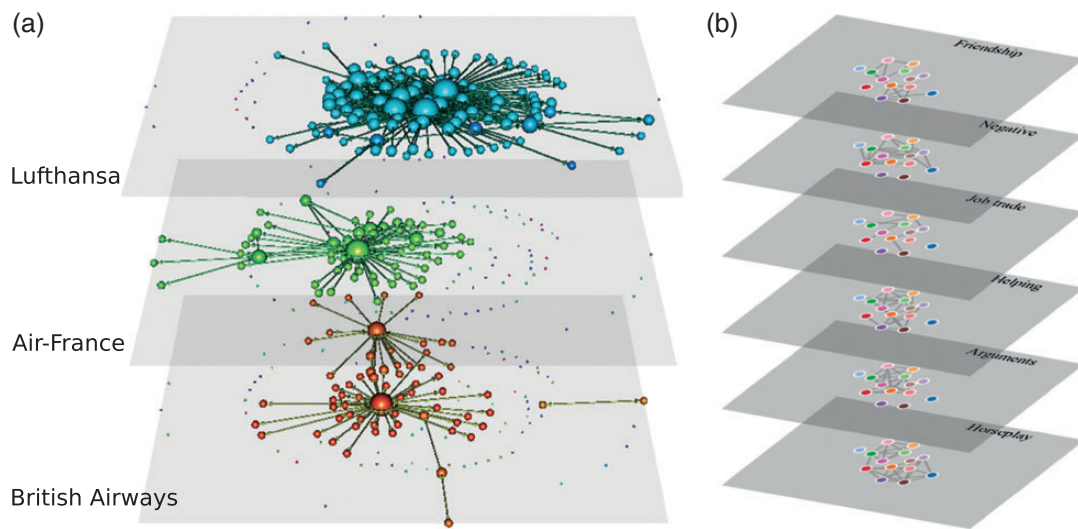 (a)
Lufthansa
Air-France
British Airways
(b)
Friendship
Negative
Job trade
Helping
Arguments
Horseplay